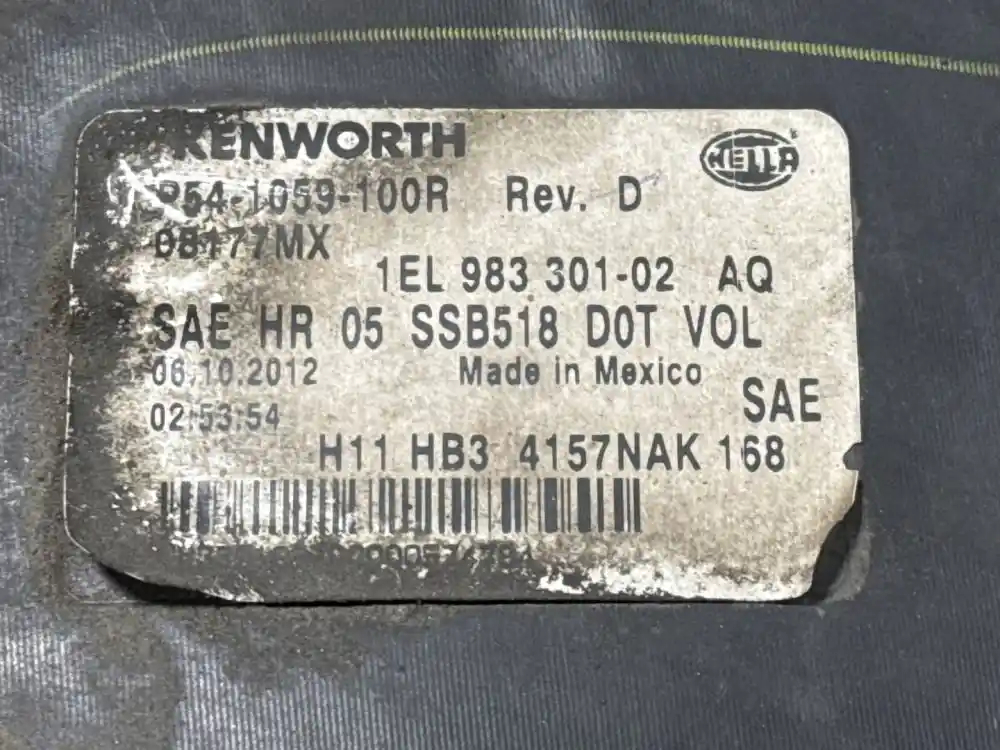 KENWORTH
HELLA
P54-1059-100R Rev. D
08177MX
1EL 983 301-02 AQ
SAE HR 05 SSB518 DOT VOL
06.10.2012 Made in Mexico
02:53:54 SAE
H11 HB3 4157NAK 168